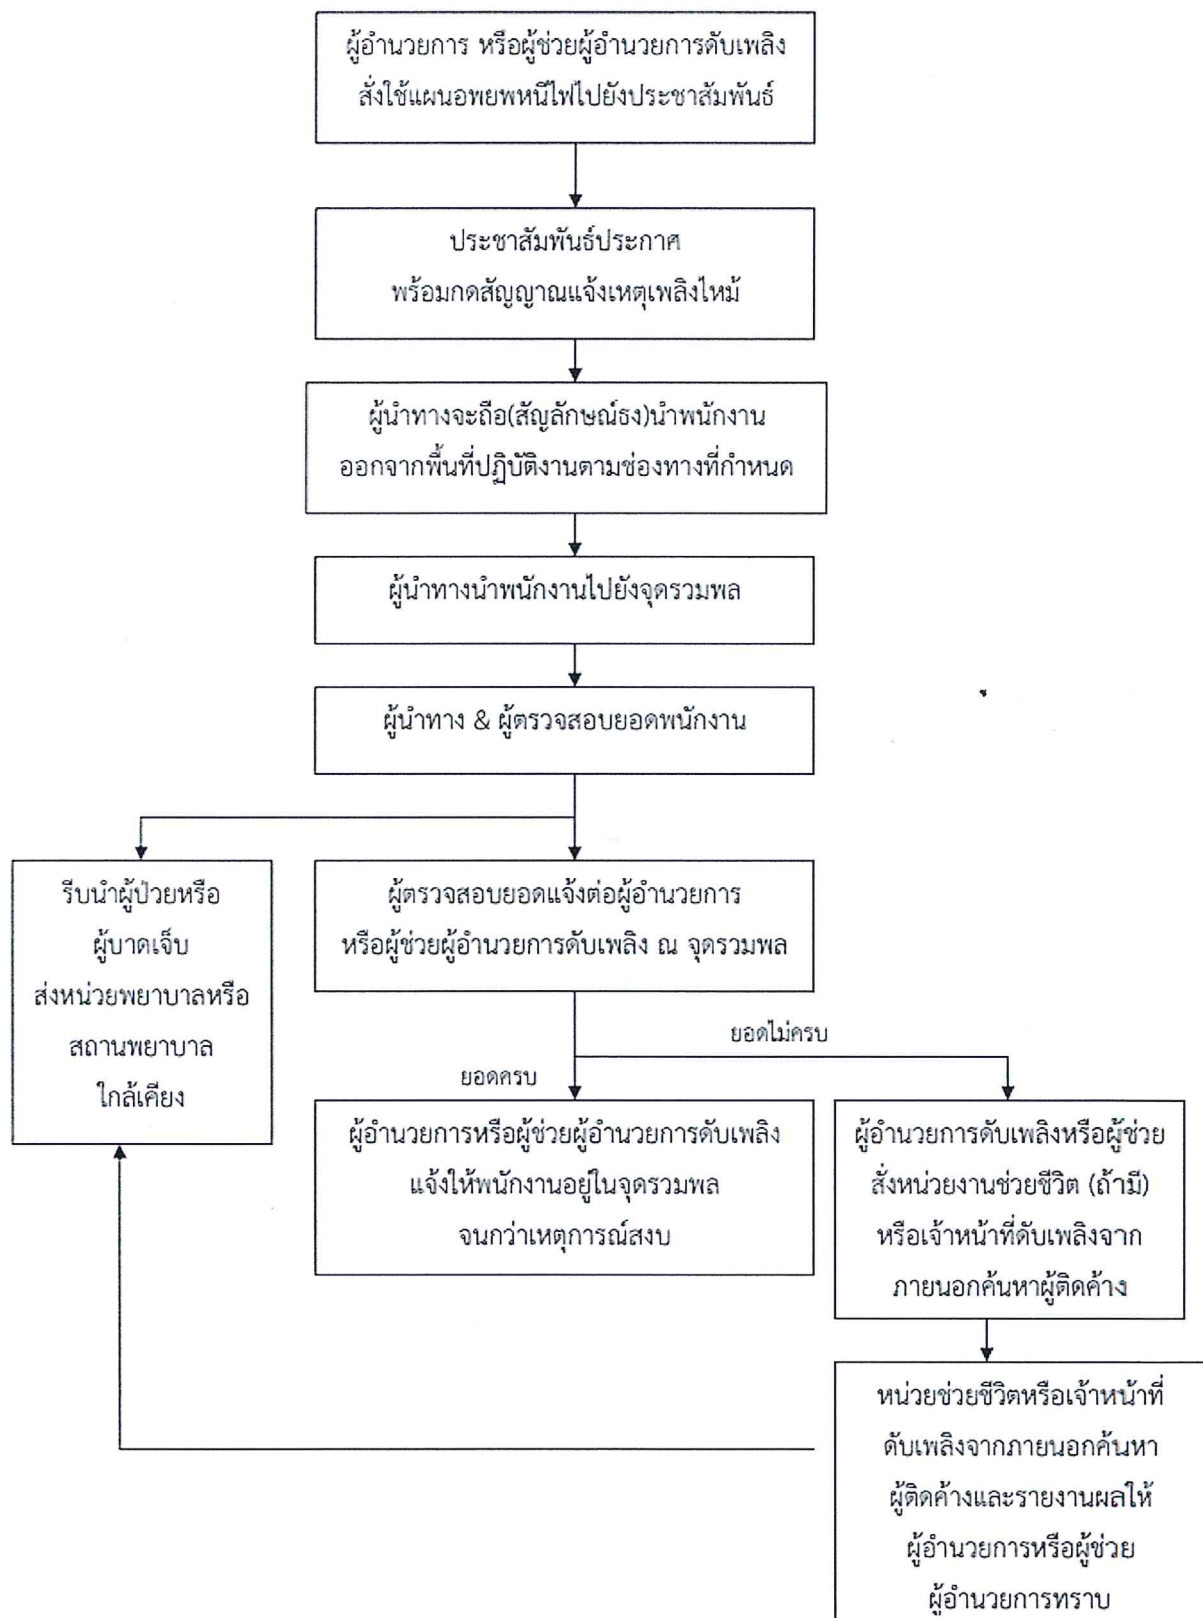 ผู้อำนวยการ หรือผู้ช่วยผู้อำนวยการดับเพลิง
สั่งใช้แผนอพยพหนีไฟไปยังประชาสัมพันธ์
ประชาสัมพันธ์ประกาศ
พร้อมกดสัญญาณแจ้งเหตุเพลิงไหม้
ผู้นำทางจะถือ(สัญลักษณ์ธง)นำพนักงาน
ออกจากพื้นที่ปฏิบัติงานตามช่องทางที่กำหนด
ผู้นำทางนำพนักงานไปยังจุดรวมพล
ผู้นำทาง & ผู้ตรวจสอบยอดพนักงาน
รีบนำผู้ป่วยหรือ
ผู้บาดเจ็บ
ส่งหน่วยพยาบาลหรือ
สถานพยาบาล
ใกล้เคียง
ผู้ตรวจสอบยอดแจ้งต่อผู้อำนวยการ
หรือผู้ช่วยผู้อำนวยการดับเพลิง ณ จุดรวมพล
ยอดไม่ครบ
ยอดครบ
ผู้อำนวยการหรือผู้ช่วยผู้อำนวยการดับเพลิง
แจ้งให้พนักงานอยู่ในจุดรวมพล
จนกว่าเหตุการณ์สงบ
ผู้อำนวยการดับเพลิงหรือผู้ช่วย
สั่งหน่วยงานช่วยชีวิต (ถ้ามี)
หรือเจ้าหน้าที่ดับเพลิงจาก
ภายนอกค้นหาผู้ติดค้าง
หน่วยช่วยชีวิตหรือเจ้าหน้าที่
ดับเพลิงจากภายนอกค้นหา
ผู้ติดค้างและรายงานผลให้
ผู้อำนวยการหรือผู้ช่วย
ผู้อำนวยการทราบ